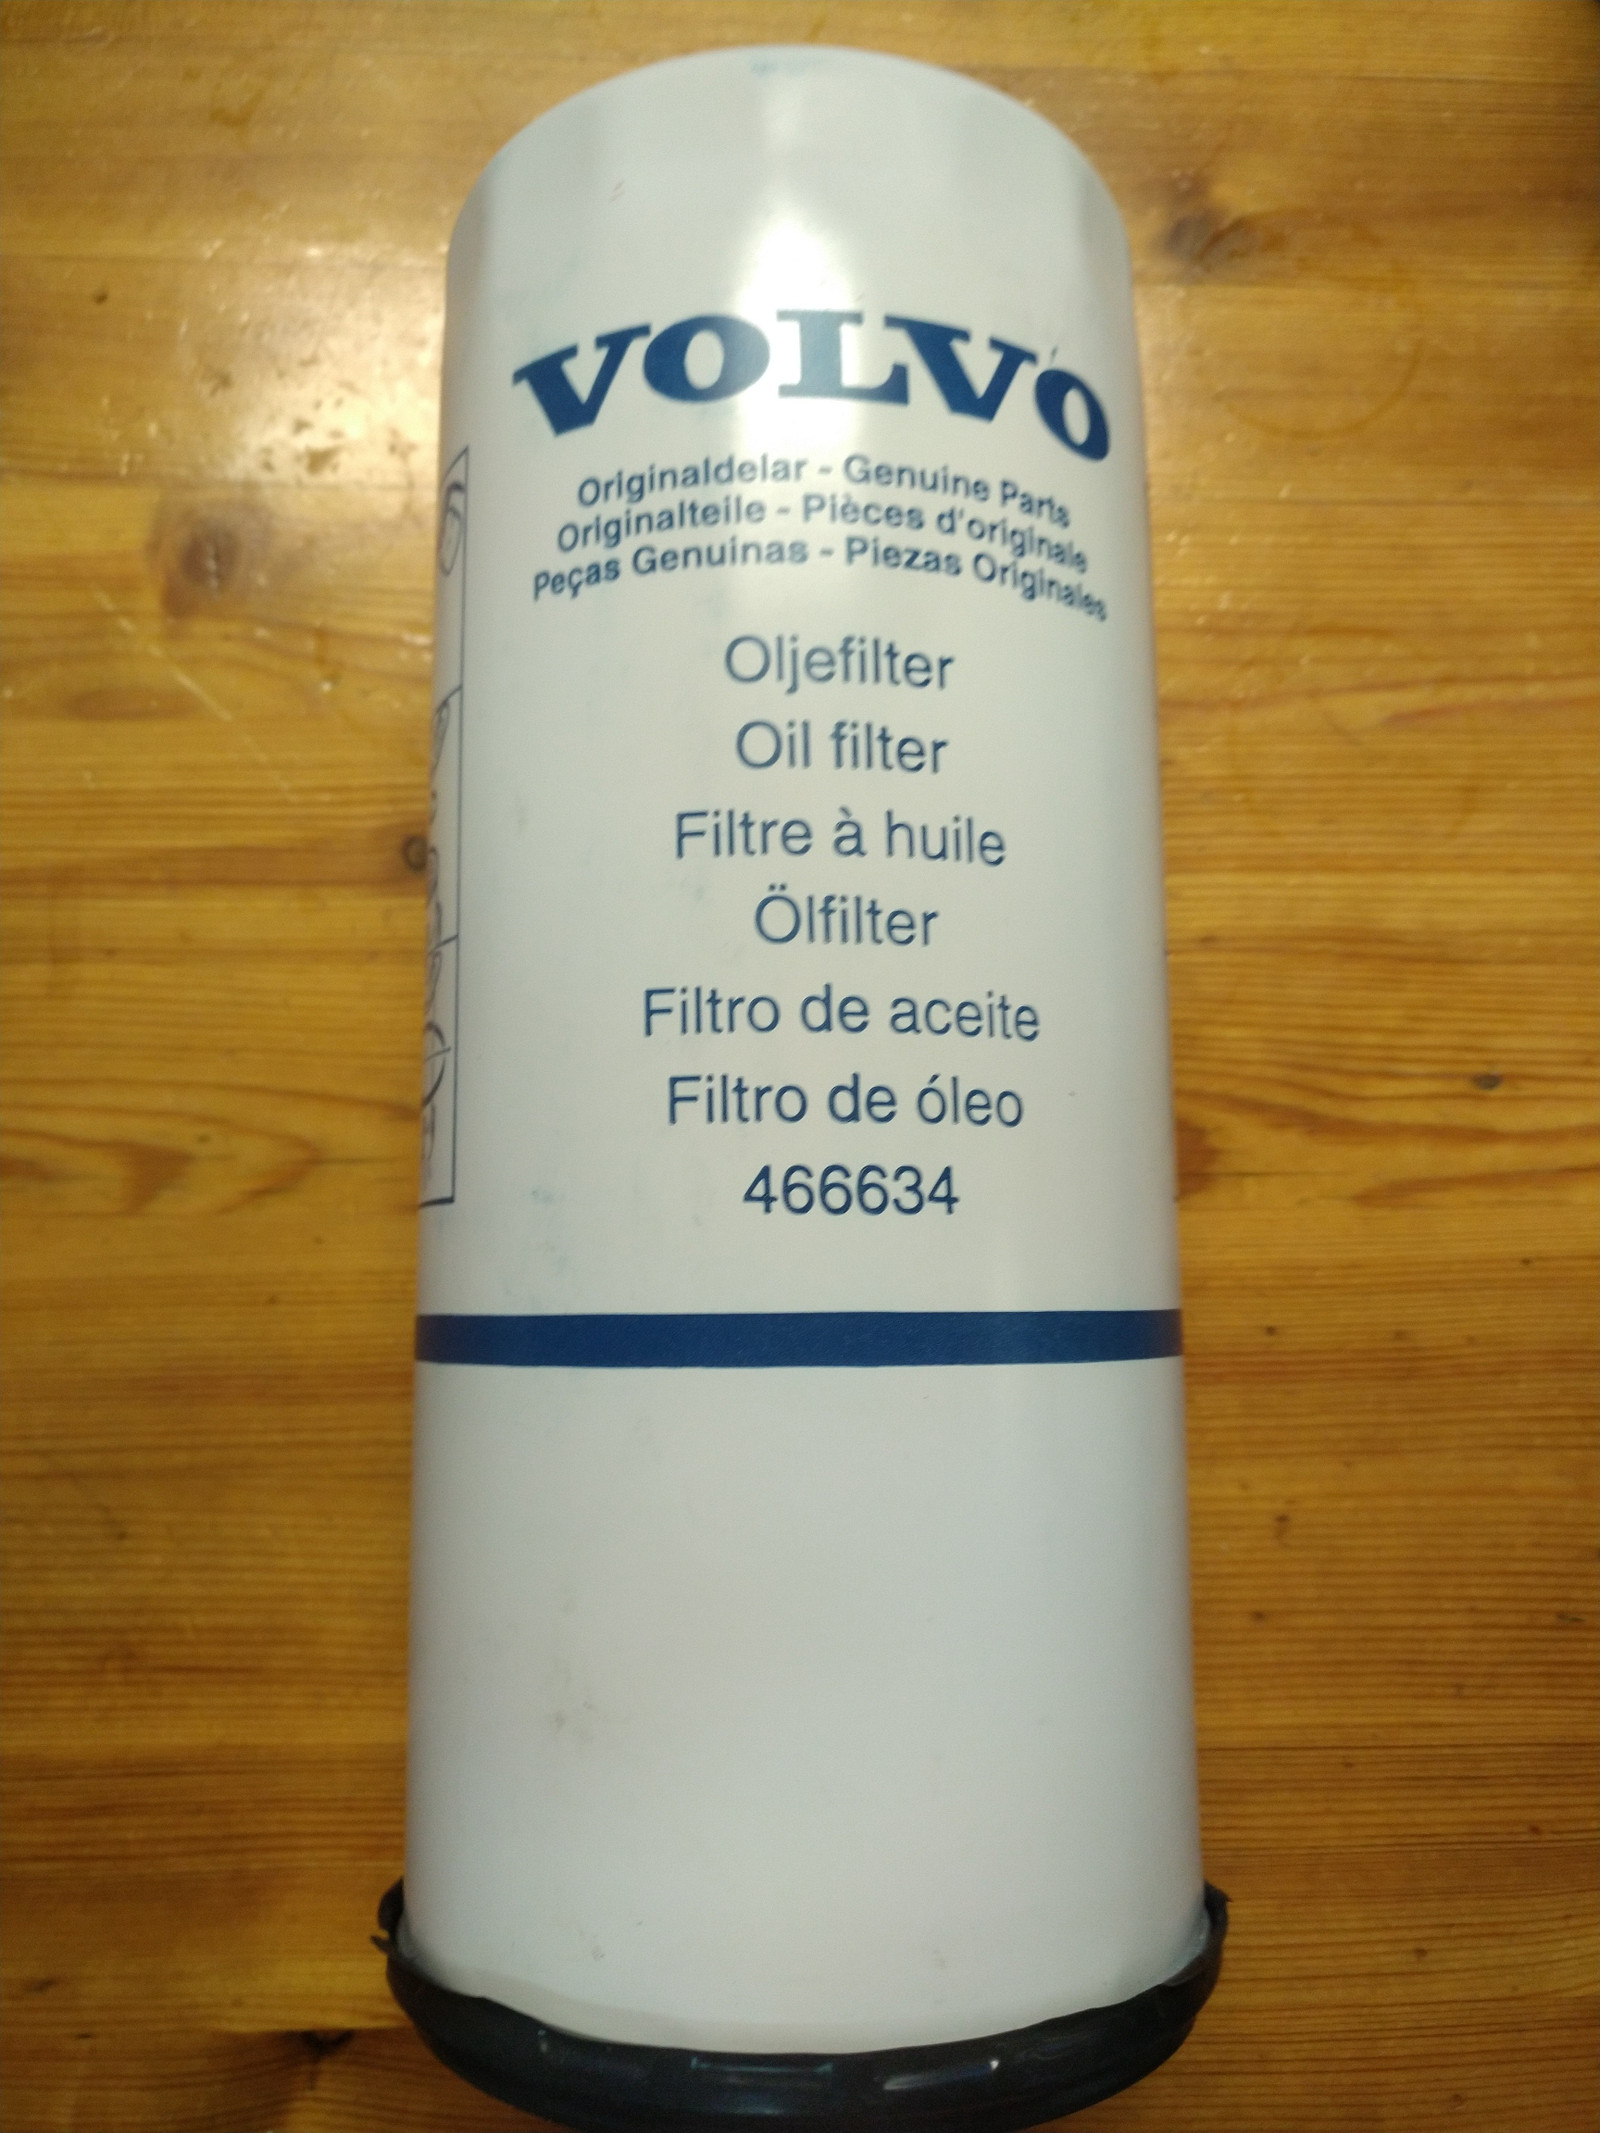 VOLVO
Originaldelar - Genuine Parts
Originalteile - Pièces d'originale
Peças Genuinas - Piezas Originales
Oljefilter
Oil filter
Filtre à huile
Ölfilter
Filtro de aceite
Filtro de óleo
466634